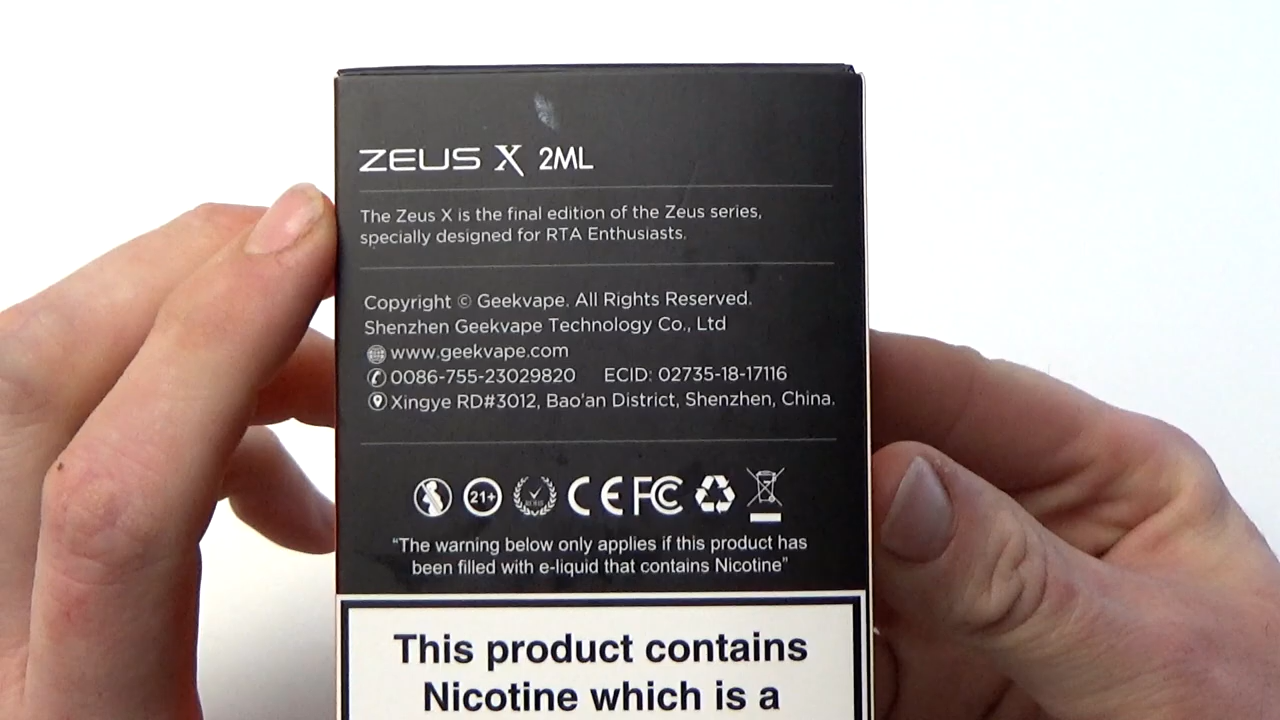 ZEUS X 2ML
The Zeus X is the final edition of the Zeus series,
specially designed for RTA Enthusiasts.
Copyright © Geekvape. All Rights Reserved.
Shenzhen Geekvape Technology Co., Ltd
www.geekvape.com
0086-755-23029820 ECID: 02735-18-17116
Xingye RD#3012, Bao'an District, Shenzhen, China.
21+ CE FC
“The warning below only applies if this product has
been filled with e-liquid that contains Nicotine”
This product contains
Nicotine which is a